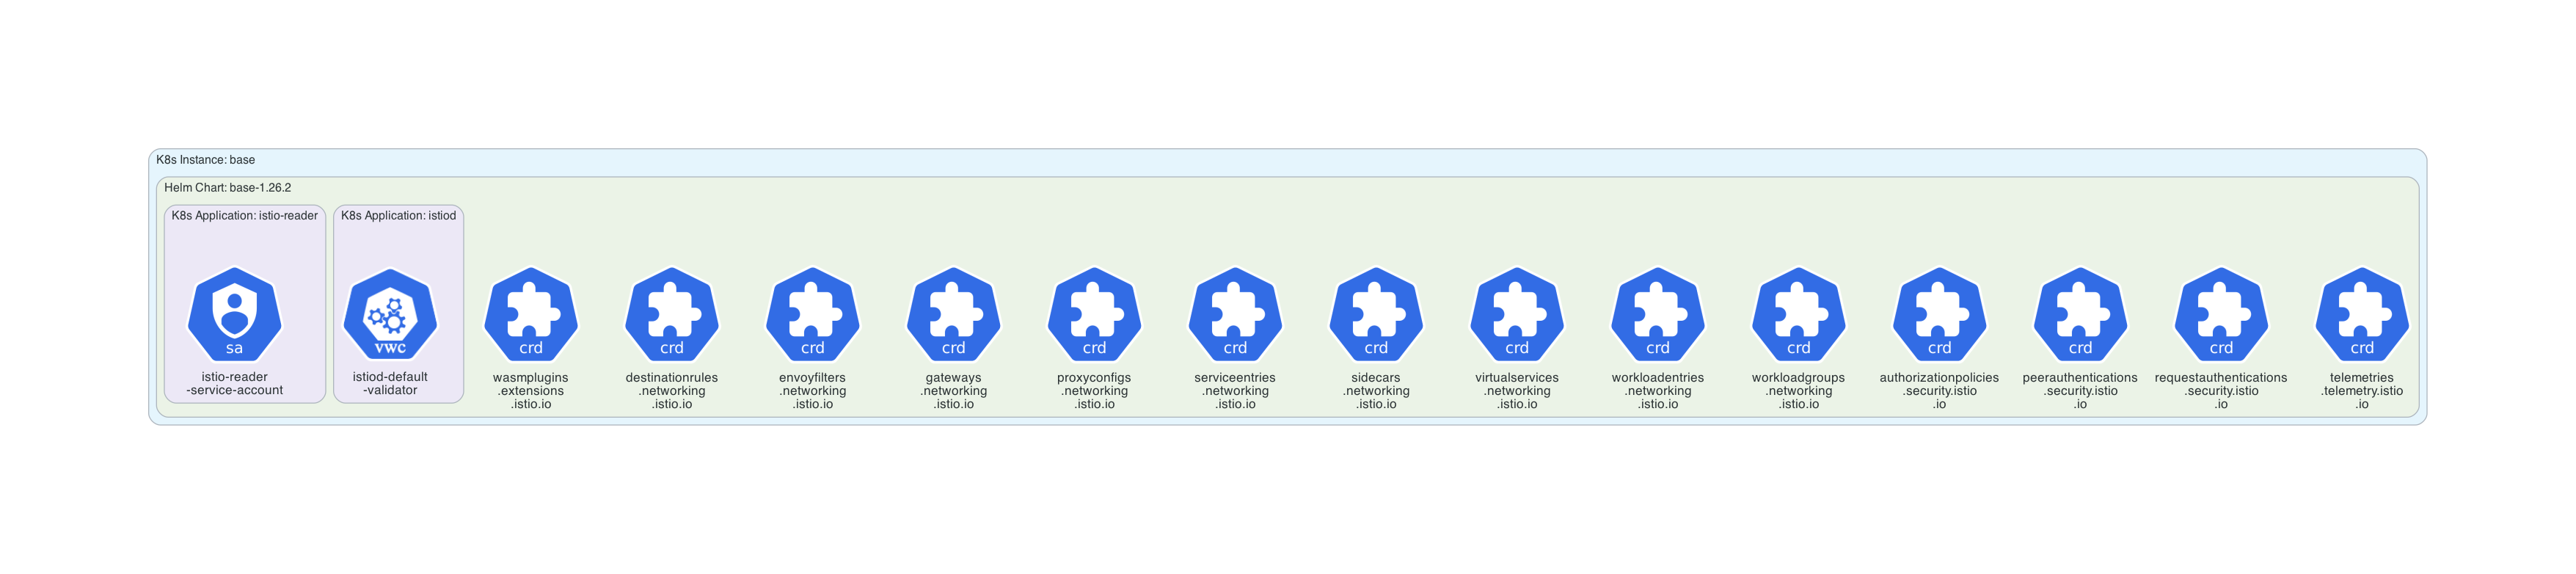 K8s Instance: base
Helm Chart: base-1.26.2
K8s Application: istio-reader
K8s Application: istiod
sa
vwc
crd
crd
crd
crd
crd
crd
crd
crd
crd
crd
crd
crd
crd
crd
istio-reader
-service-account
istiod-default
-validator
wasmplugins
.extensions
.istio.io
destinationrules
.networking
.istio.io
envoyfilters
.networking
.istio.io
gateways
.networking
.istio.io
proxyconfigs
.networking
.istio.io
serviceentries
.networking
.istio.io
sidecars
.networking
.istio.io
virtualservices
.networking
.istio.io
workloadentries
.networking
.istio.io
workloadgroups
.networking
.istio.io
authorizationpolicies
.security.istio
.io
peerauthentications
.security.istio
.io
requestauthentications
.security.istio
.io
telemetries
.telemetry.istio
.io